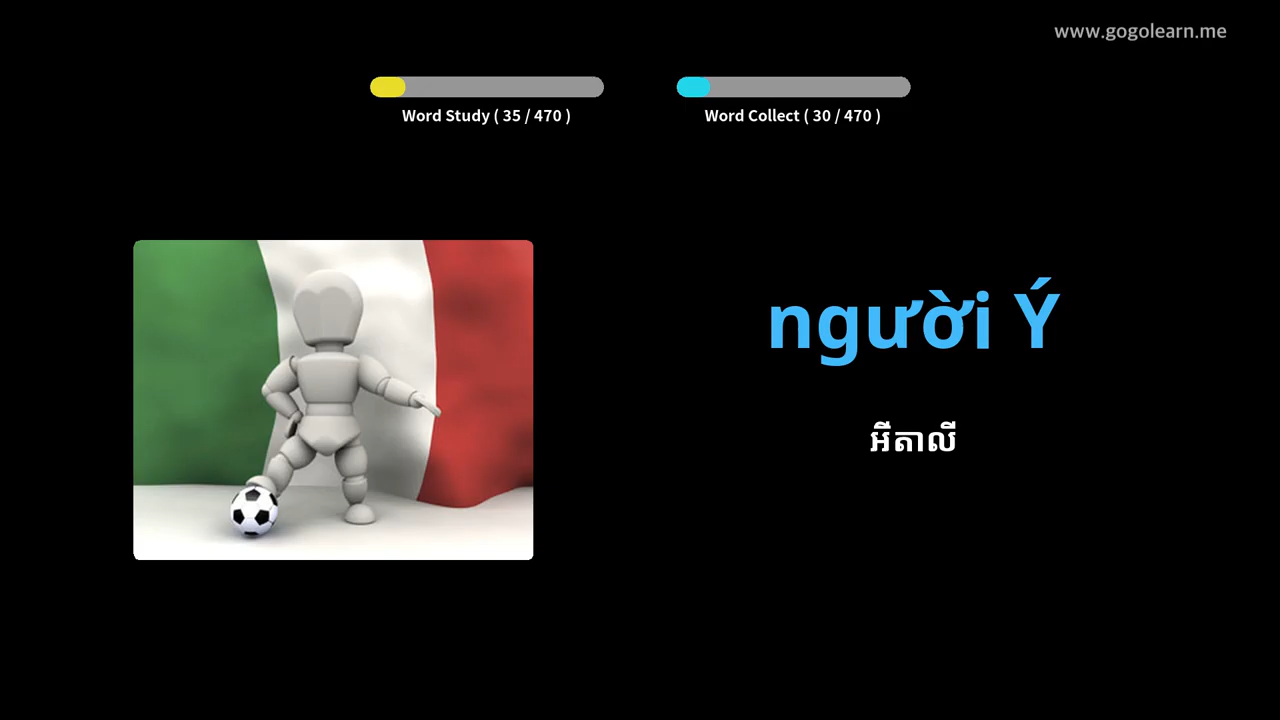 www.gogolearn.me
Word Study ( 35 / 470 )
Word Collect ( 30 / 470 )
người Ý
អ៊ីតាលី